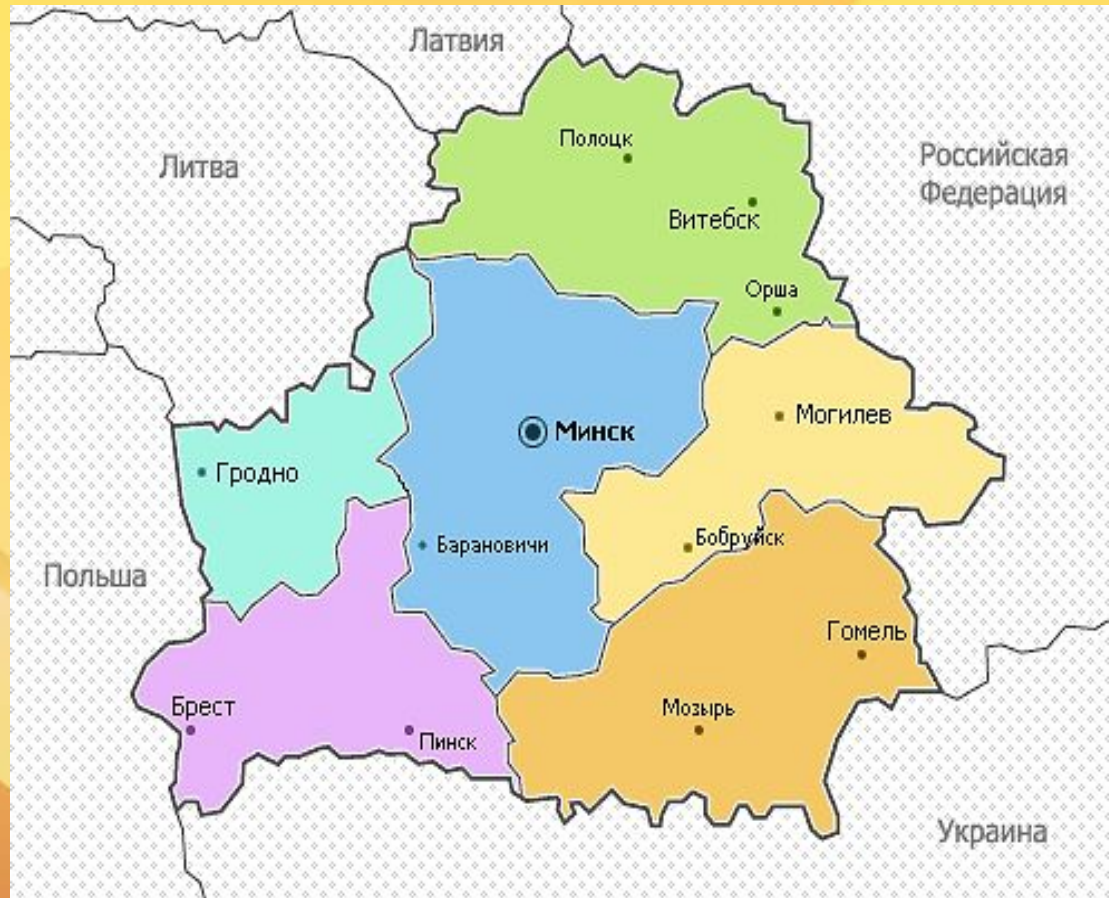 Латвия
Полоцк
Литва
Российская
Федерация
Витебск
Орша
Могилев
Минск
Гродно
Бобруйск
Барановичи
Польша
Гомель
Брест
Мозырь
Пинск
Украина